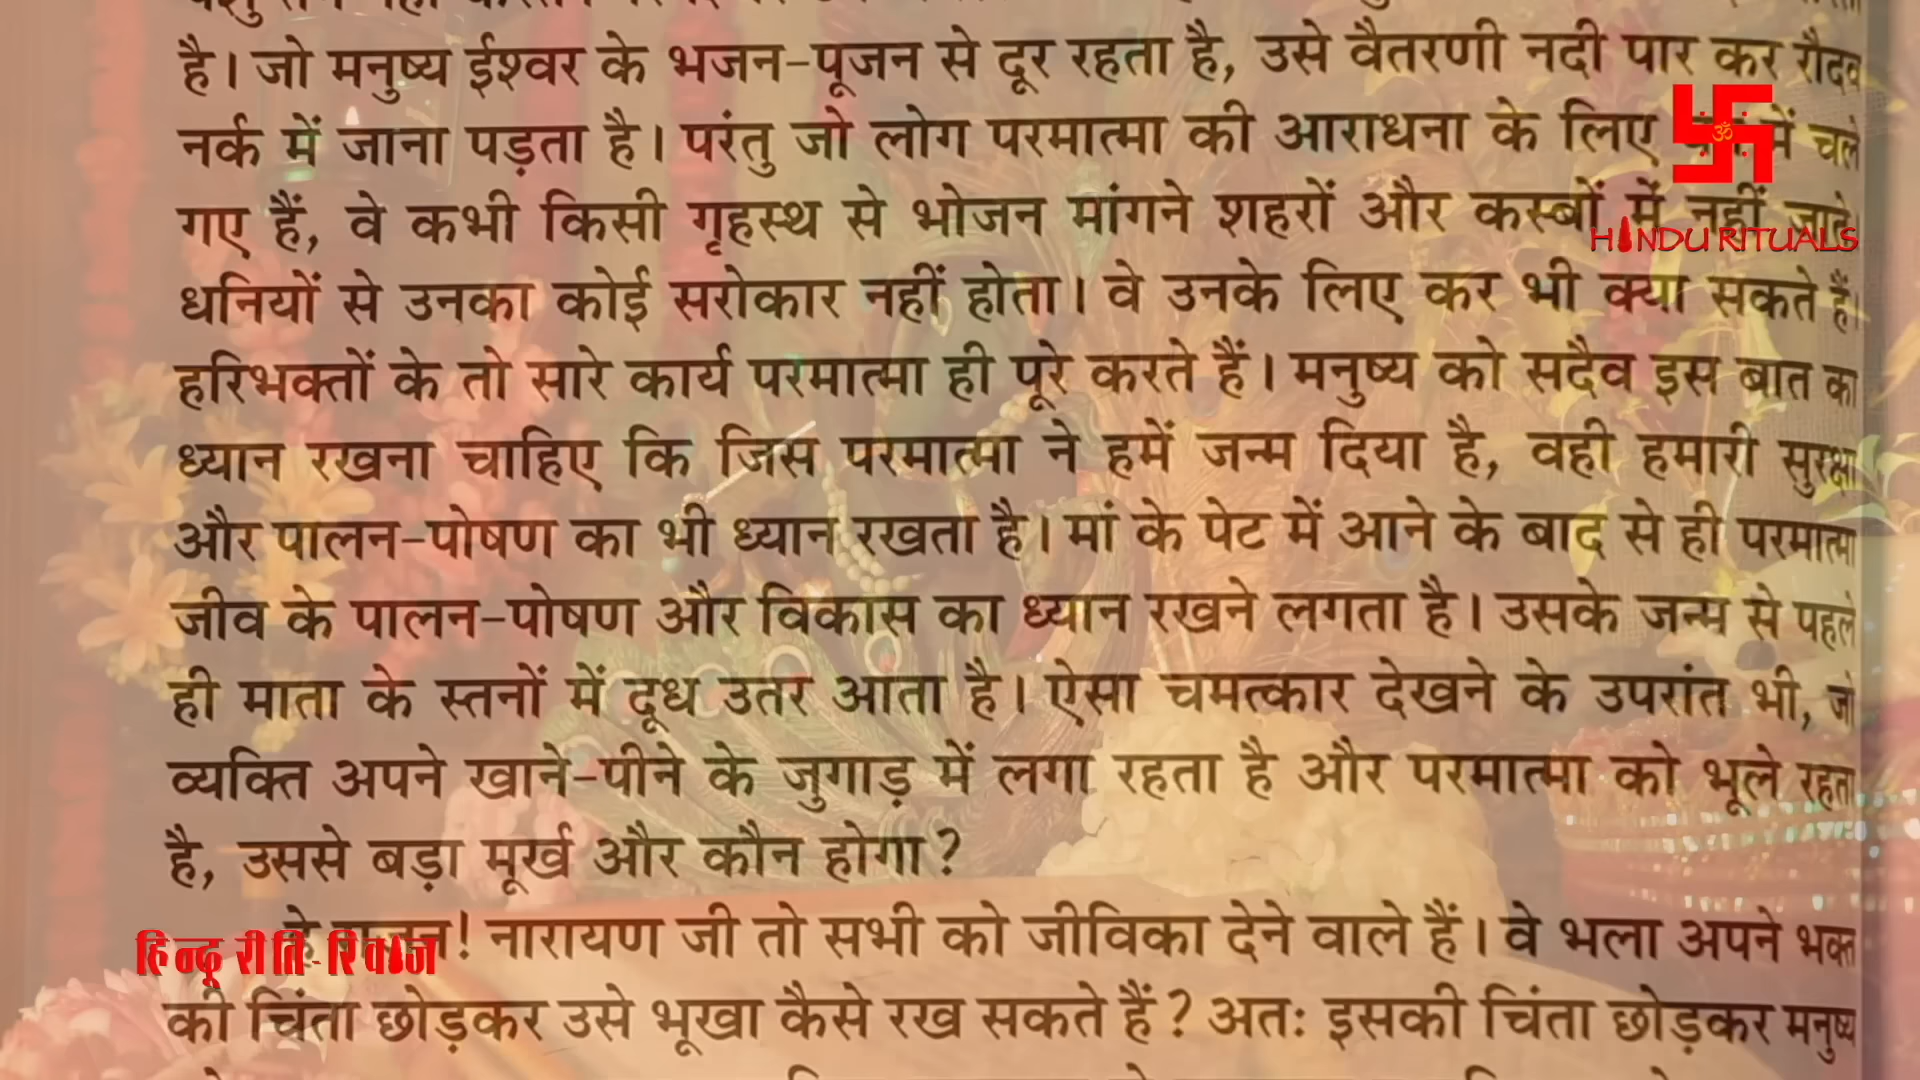 है। जो मनुष्य ईश्वर के भजन-पूजन से दूर रहता है, उसे वैतरणी नदी पार कर रौदव
नर्क में जाना पड़ता है। परंतु जो लोग परमात्मा की आराधना के लिए में चले
गए हैं, वे कभी किसी गृहस्थ से भोजन मांगने शहरों और कस्बों में नहीं जाते।
HINDU RITUALS
धनियों से उनका कोई सरोकार नहीं होता। वे उनके लिए कर भी क्या सकते हैं।
हरिभक्तों के तो सारे कार्य परमात्मा ही पूरे करते हैं। मनुष्य को सदैव इस बात का
ध्यान रखना चाहिए कि जिस परमात्मा ने हमें जन्म दिया है, वही हमारी सुरक्षा
और पालन-पोषण का भी ध्यान रखता है। मां के पेट में आने के बाद से ही परमात्मा
जीव के पालन-पोषण और विकास का ध्यान रखने लगता है। उसके जन्म से पहले
ही माता के स्तनों में दूध उतर आता है। ऐसा चमत्कार देखने के उपरांत भी, जो
व्यक्ति अपने खाने-पीने के जुगाड़ में लगा रहता है और परमात्मा को भूले रहता
है, उससे बड़ा मूर्ख और कौन होगा?
हे ! नारायण जी तो सभी को जीविका देने वाले हैं। वे भला अपने भक्त
हिन्दू रीति-रिवाज
की चिंता छोड़कर उसे भूखा कैसे रख सकते हैं? अतः इसकी चिंता छोड़कर मनुष्य